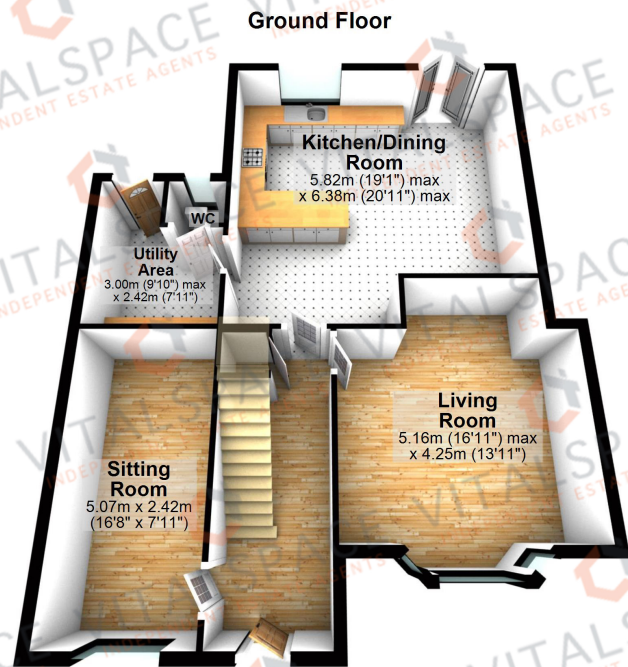 Ground Floor
Kitchen/Dining
Room
5.82m (19'1") max
x 6.38m (20'11") max
WC
Utility
Area
3.00m (9'10") max
x 2.42m (7'11")
Living
Room
5.16m (16'11") max
x 4.25m (13'11")
Sitting
Room
5.07m x 2.42m
(16'8" x 7'11")
VITALSPACE
INDEPENDENT ESTATE AGENTS